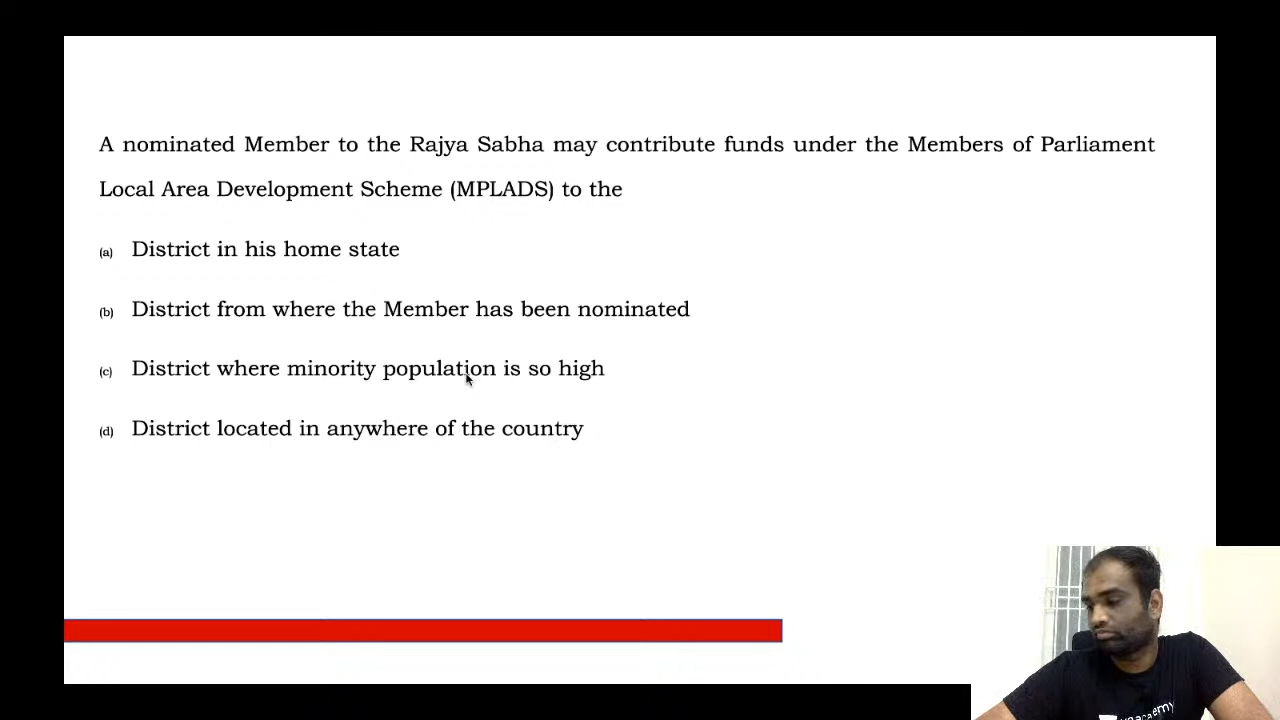 A nominated Member to the Rajya Sabha may contribute funds under the Members of Parliament
Local Area Development Scheme (MPLADS) to the
(a) District in his home state
(b) District from where the Member has been nominated
(c) District where minority population is so high
(d) District located in anywhere of the country